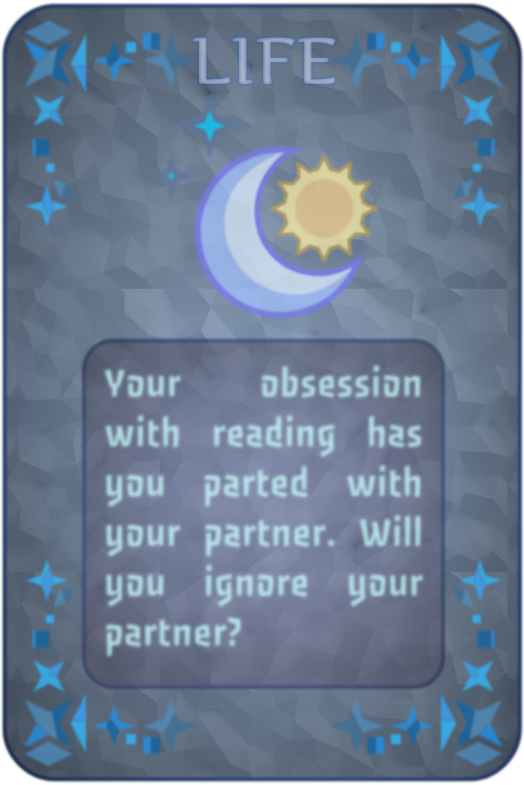 LIFE
Your obsession
with reading has
you parted with
your partner. Will
you ignore your
partner?